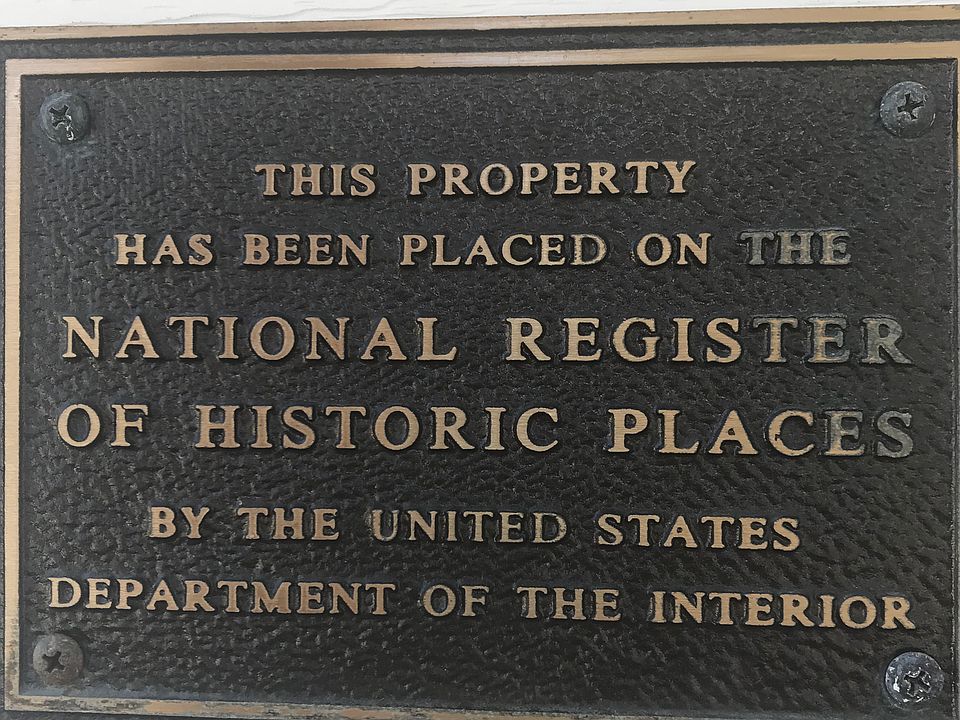 THIS PROPERTY
HAS BEEN PLACED ON THE
NATIONAL REGISTER
OF HISTORIC PLACES
BY THE UNITED STATES
DEPARTMENT OF THE INTERIOR